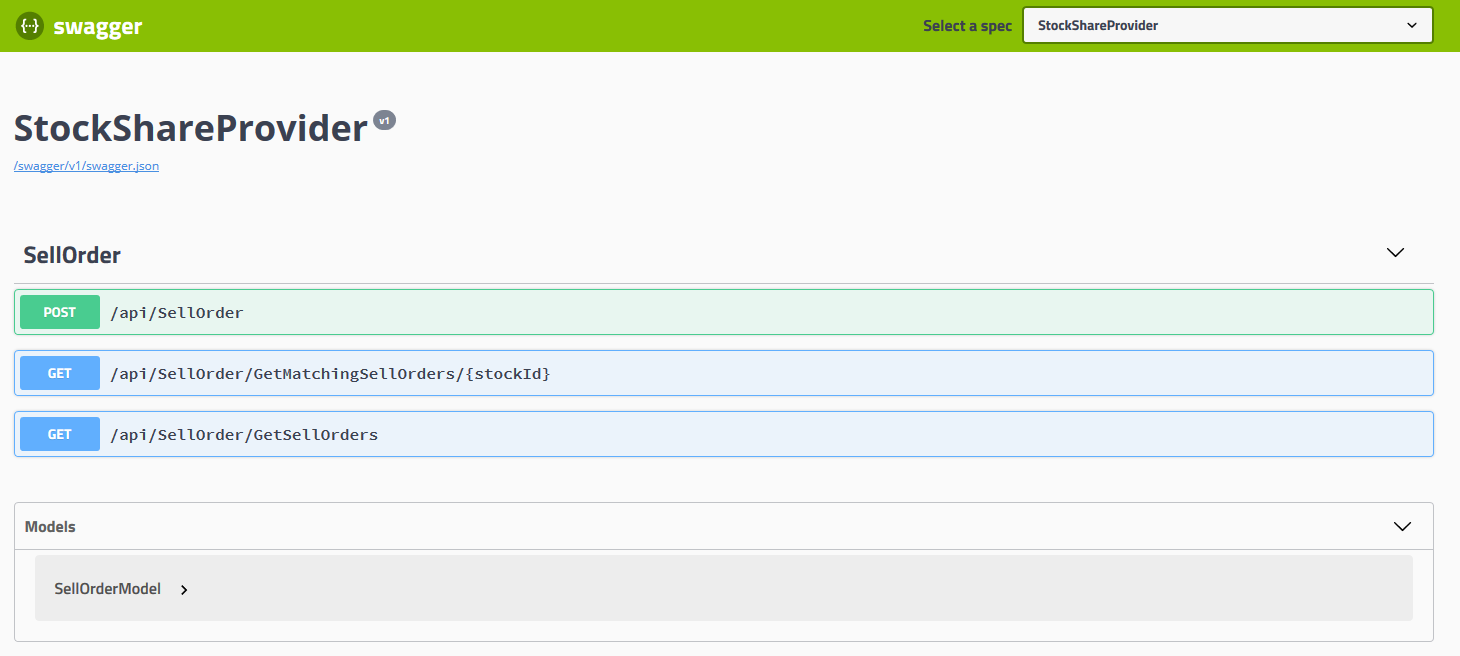 {···} swagger
Select a spec StockShareProvider
StockShareProvider v1
/swagger/v1/swagger.json
SellOrder
POST /api/SellOrder
GET /api/SellOrder/GetMatchingSellOrders/{stockId}
GET /api/SellOrder/GetSellOrders
Models
SellOrderModel